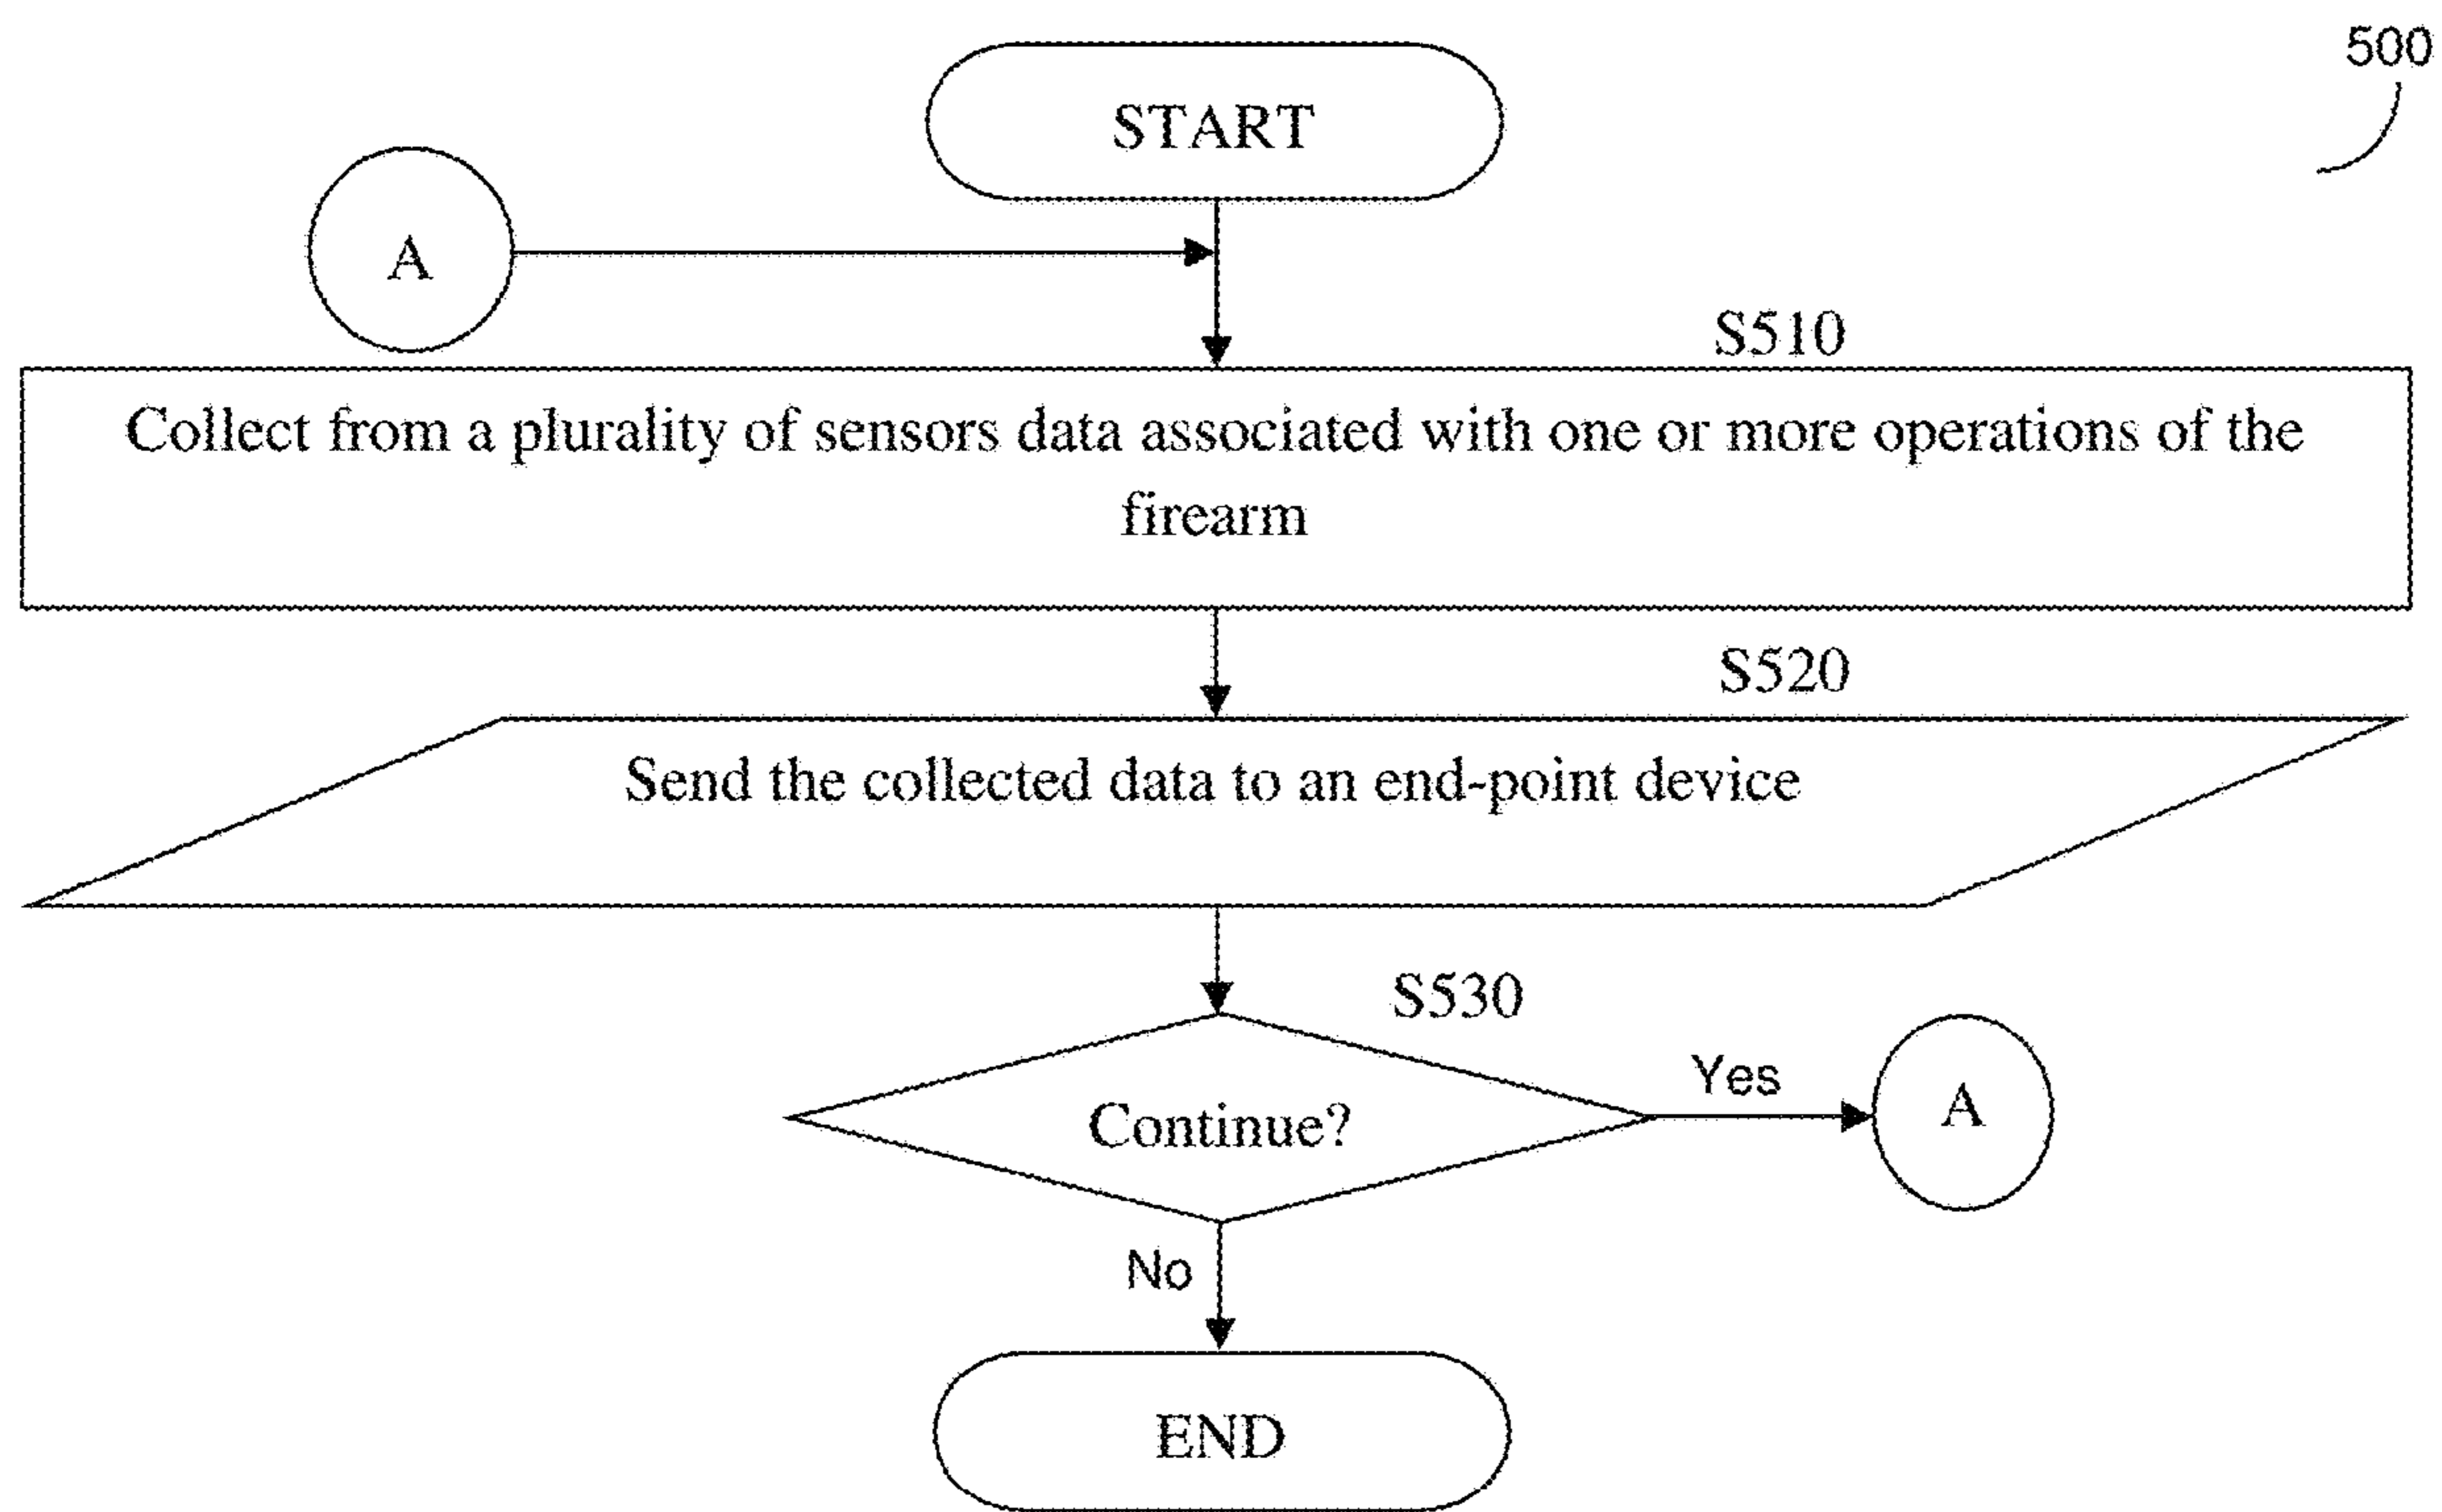 500
START
A
S510
Collect from a plurality of sensors data associated with one or more operations of the
firearm
S520
Send the collected data to an end-point device
S530
Continue?
Yes
A
No
END